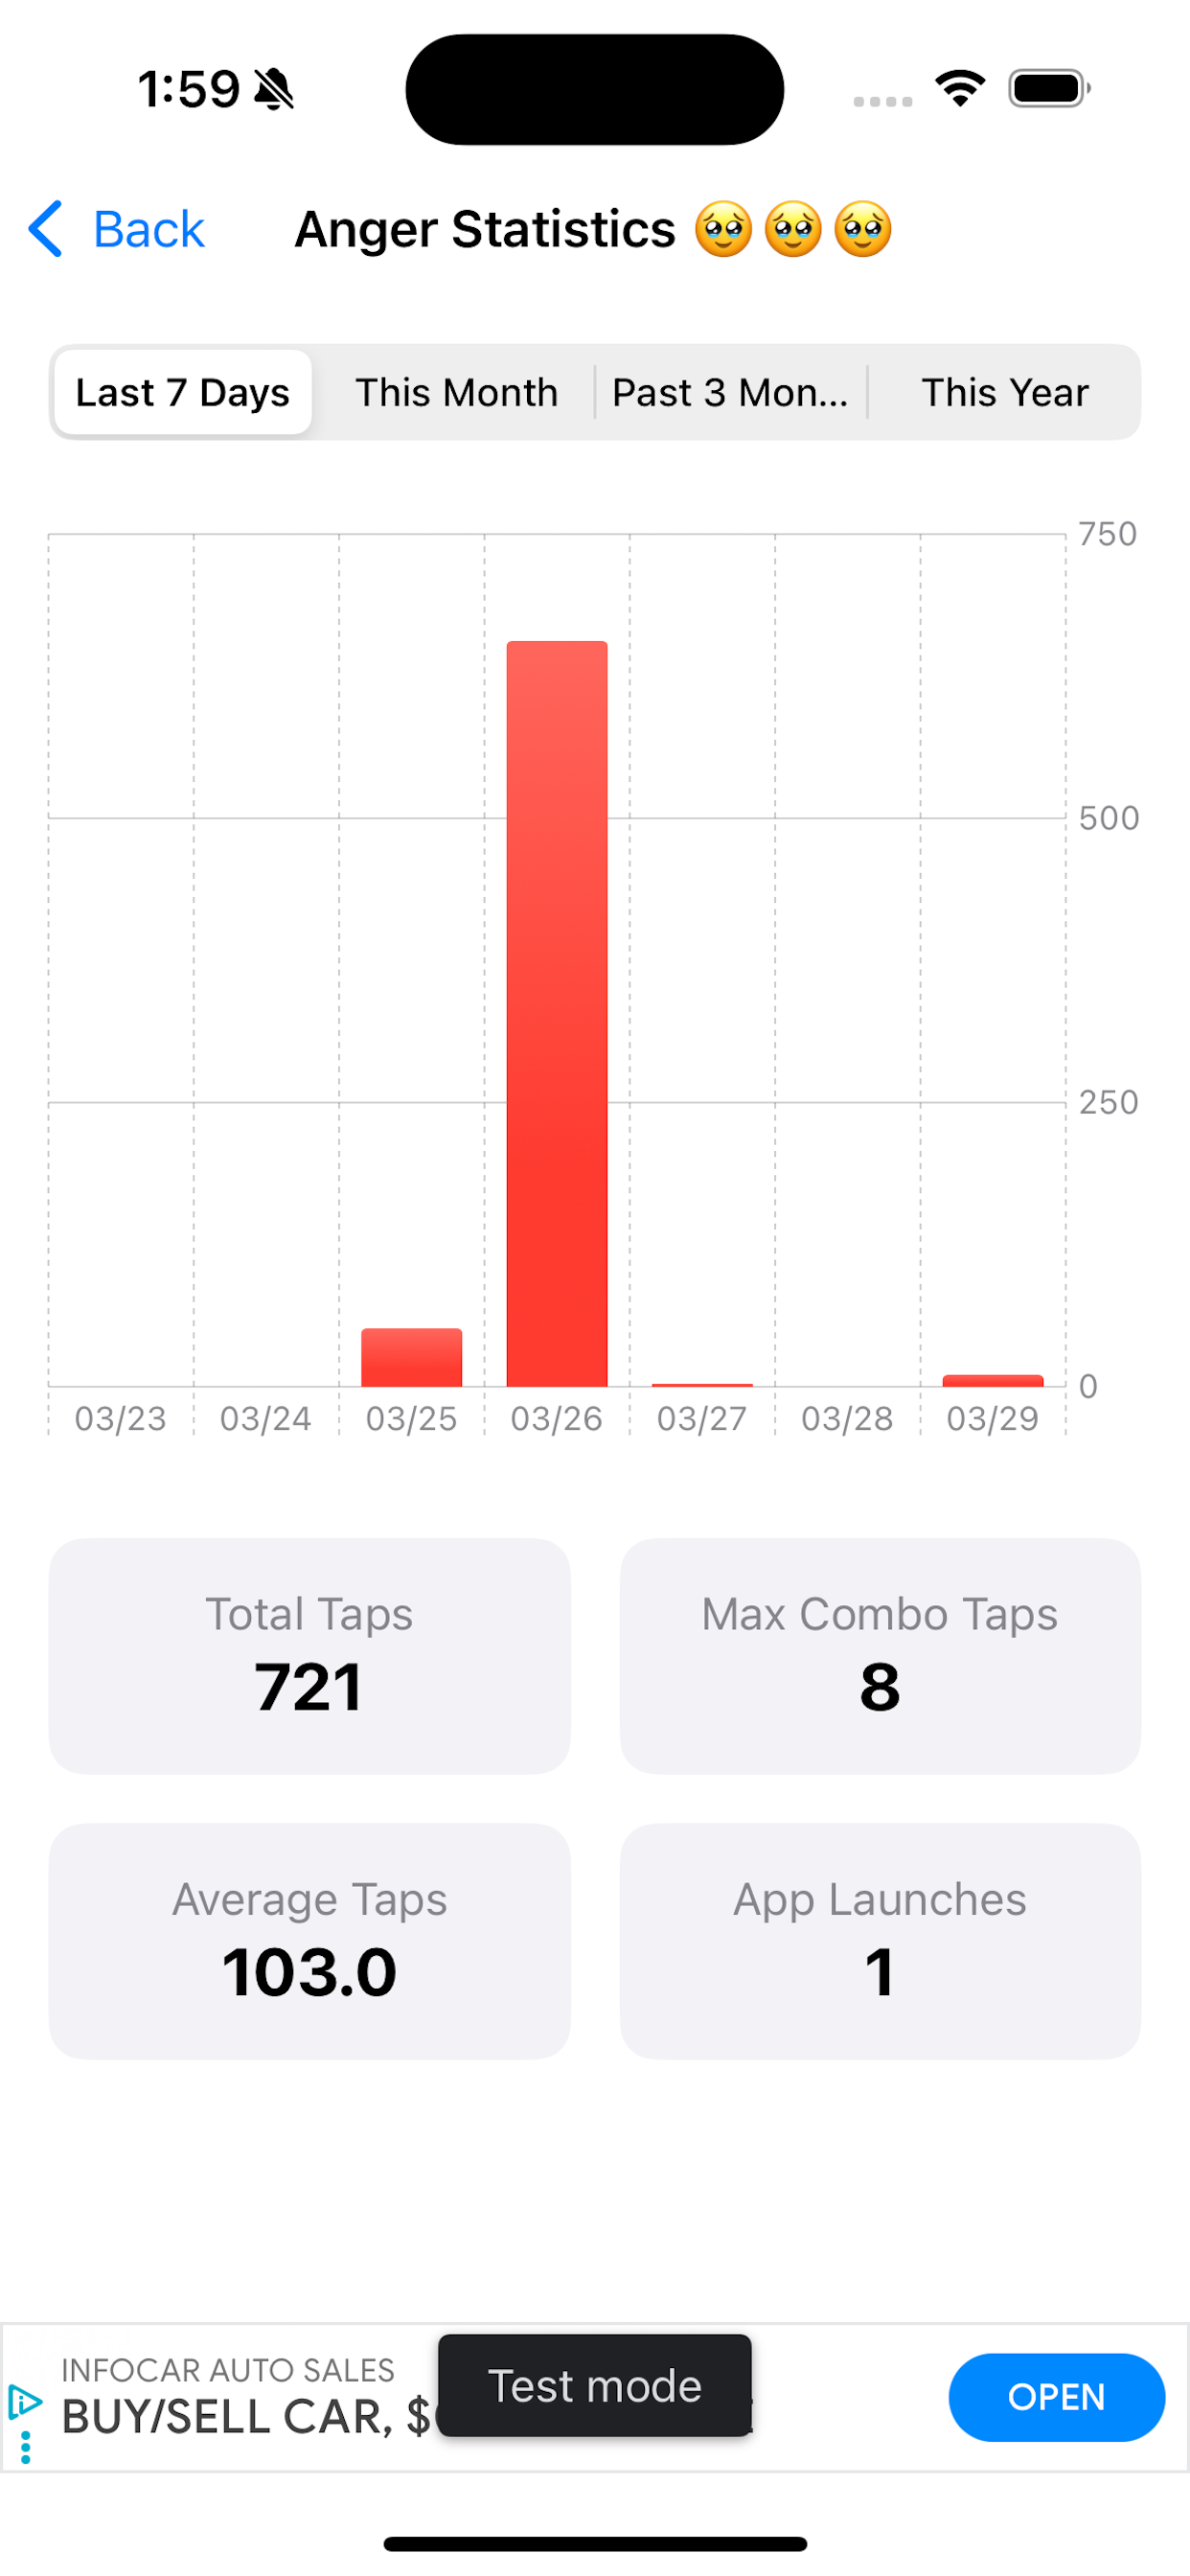 1:59
Back
Anger Statistics 🥹🥹🥹
Last 7 Days
This Month
Past 3 Mon...
This Year
750
500
250
0
03/23 03/24 03/25 03/26 03/27 03/28 03/29
Total Taps
721
Max Combo Taps
8
Average Taps
103.0
App Launches
1
INFOCAR AUTO SALES
BUY/SELL CAR, $
Test mode
OPEN